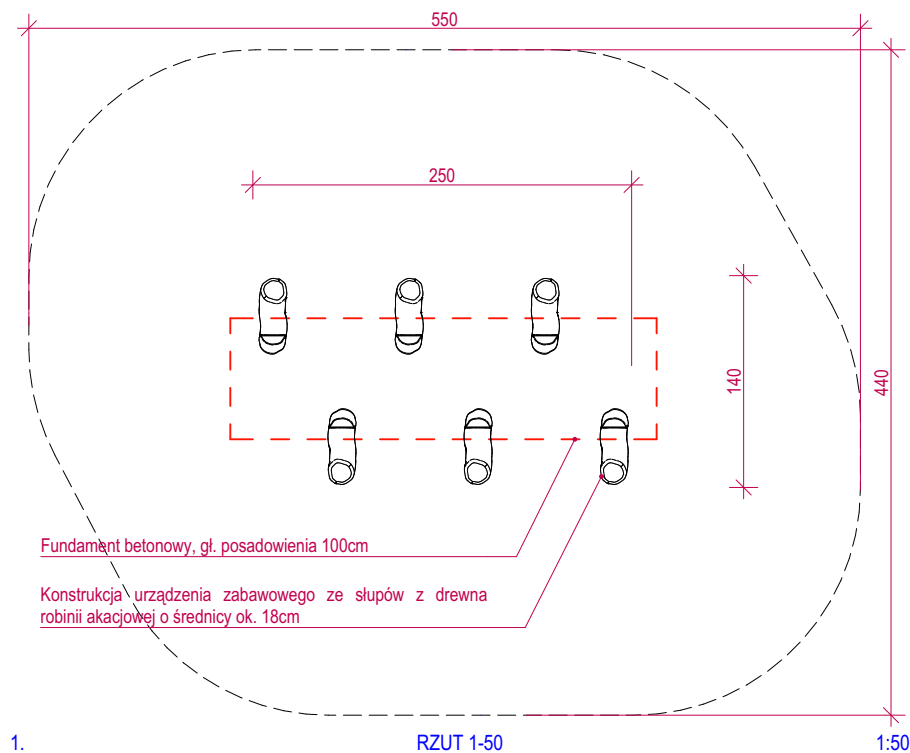 550
250
140
440
Fundament betonowy, gł. posadowienia 100cm
Konstrukcja urządzenia zabawowego ze słupów z drewna
robinii akacjowej o średnicy ok. 18cm
1.
RZUT 1-50
1:50